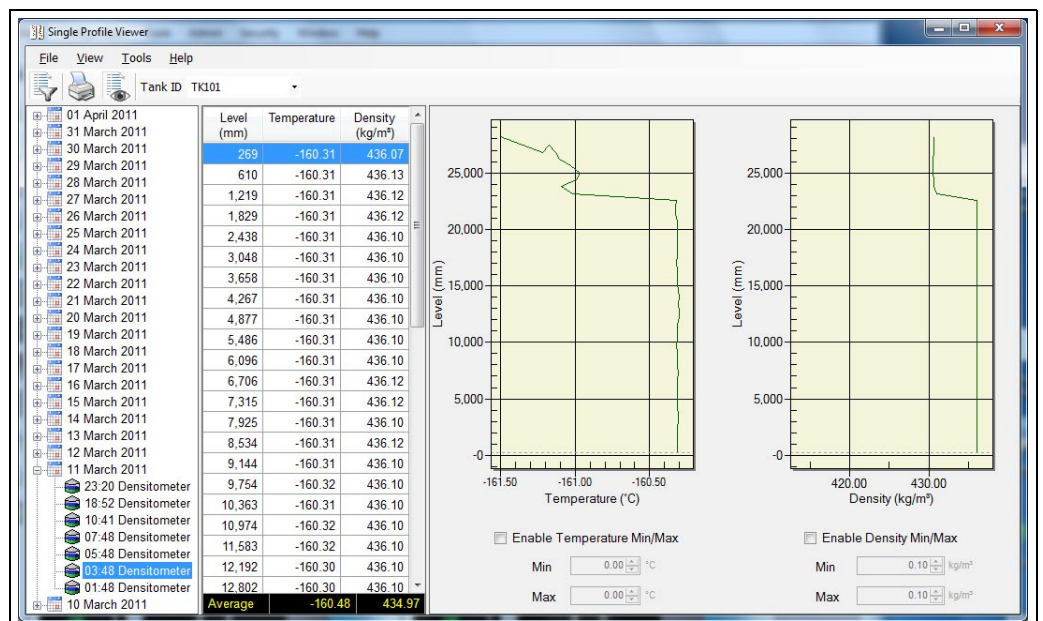 Single Profile Viewer
File View Tools Help
Tank ID TK101
01 April 2011
31 March 2011
30 March 2011
29 March 2011
28 March 2011
27 March 2011
26 March 2011
25 March 2011
24 March 2011
23 March 2011
22 March 2011
21 March 2011
20 March 2011
19 March 2011
18 March 2011
17 March 2011
16 March 2011
15 March 2011
14 March 2011
13 March 2011
12 March 2011
11 March 2011
23:20 Densitometer
18:52 Densitometer
10:41 Densitometer
07:48 Densitometer
05:48 Densitometer
03:48 Densitometer
01:48 Densitometer
10 March 2011
Level (mm) Temperature Density (kg/m³)
269 -160.31 436.07
610 -160.31 436.13
1,219 -160.31 436.12
1,829 -160.31 436.12
2,438 -160.31 436.10
3,048 -160.31 436.10
3,658 -160.31 436.10
4,267 -160.31 436.10
4,877 -160.31 436.10
5,486 -160.31 436.10
6,096 -160.31 436.10
6,706 -160.31 436.12
7,315 -160.31 436.12
7,925 -160.31 436.10
8,534 -160.31 436.12
9,144 -160.31 436.10
9,754 -160.32 436.10
10,363 -160.31 436.10
10,974 -160.32 436.10
11,583 -160.32 436.10
12,192 -160.30 436.10
12,802 -160.30 436.10
Average -160.48 434.97
Level (mm)
25,000
20,000
15,000
10,000
5,000
-0
-161.50 -161.00 -160.50
Temperature (°C)
Enable Temperature Min/Max
Min 0.00 °C
Max 0.00 °C
Level (mm)
25,000
20,000
15,000
10,000
5,000
-0
420.00 430.00
Density (kg/m³)
Enable Density Min/Max
Min 0.10 kg/m³
Max 0.10 kg/m³